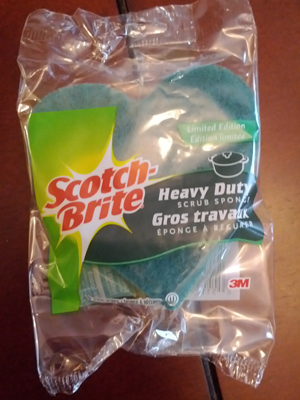 Limited Edition
Édition limitée
Scotch-
Brite
Heavy Duty
SCRUB SPONGE
Gros travaux
ÉPONGE À RÉCURER
3M